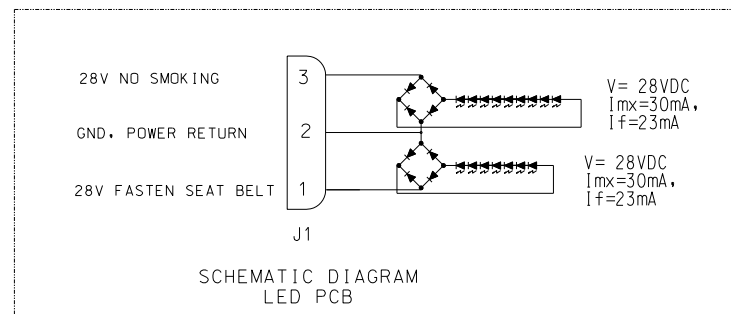 28V NO SMOKING
3
V= 28VDC
Imx=30mA,
If=23mA
GND. POWER RETURN
2
28V FASTEN SEAT BELT
1
V= 28VDC
Imx=30mA,
If=23mA
J1
SCHEMATIC DIAGRAM
LED PCB